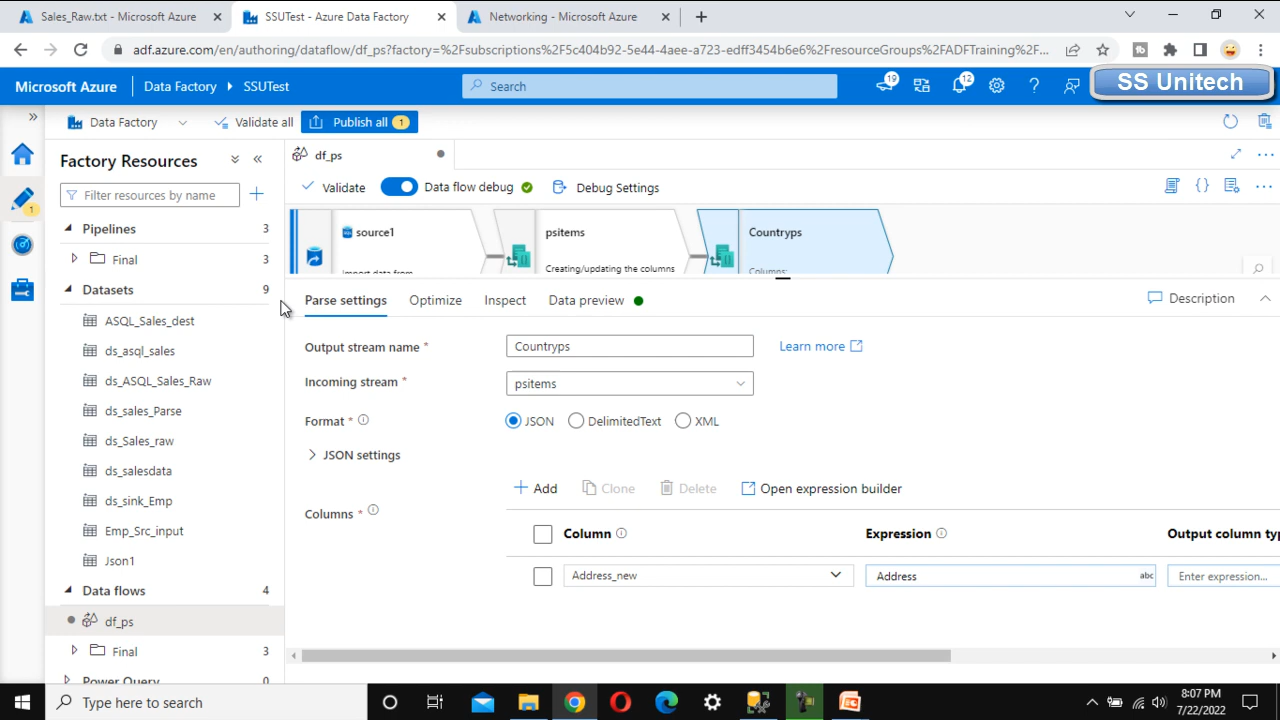 Sales_Raw.txt - Microsoft Azure
SSUTest - Azure Data Factory
Networking - Microsoft Azure
adf.azure.com/en/authoring/dataflow/df_ps?factory=%2Fsubscriptions%2F5c404b92-5e44-4aee-a723-edff3454b6e6%2FresourceGroups%2FADFTraining%2F...
Microsoft Azure
Data Factory
SSUTest
Search
19
12
SS Unitech
Data Factory
Validate all
Publish all
1
Factory Resources
df_ps
Filter resources by name
Validate
Data flow debug
Debug Settings
1
Pipelines
3
source1
psitems
Countryps
Final
3
Import data from
Creating/updating the columns
Columns:
Datasets
9
Parse settings
Optimize
Inspect
Data preview
Description
ASQL_Sales_dest
ds_asql_sales
ds_ASQL_Sales_Raw
ds_sales_Parse
ds_Sales_raw
ds_salesdata
ds_sink_Emp
Emp_Src_input
Json1
Output stream name *
Countryps
Learn more
Incoming stream *
psitems
Format *
JSON
DelimitedText
XML
JSON settings
Add
Clone
Delete
Open expression builder
Columns *
Column
Expression
Output column typ
Address_new
Address
abc
Enter expression...
Data flows
4
df_ps
Final
3
Power Query
0
Type here to search
8:07 PM
7/22/2022